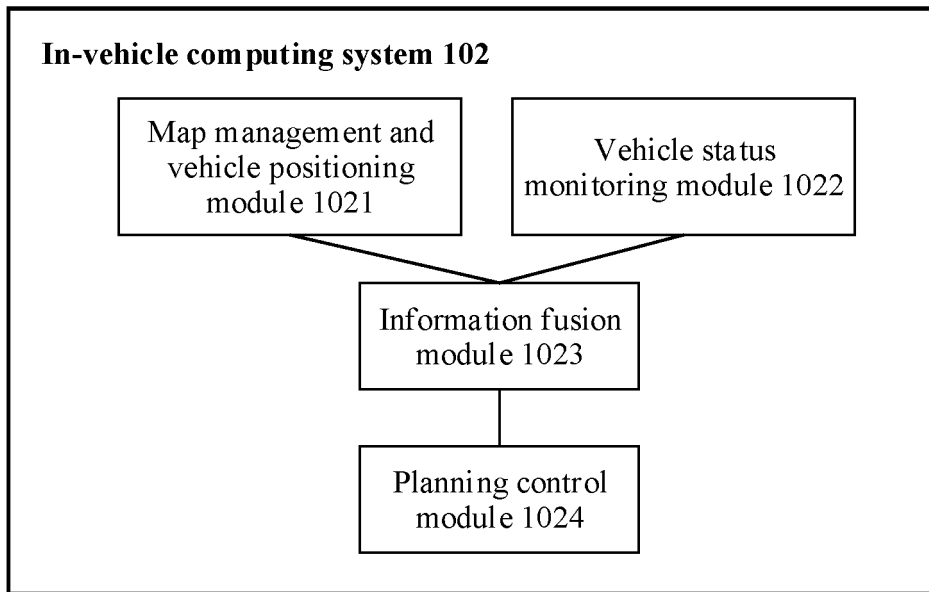 In-vehicle computing system 102
Map management and
vehicle positioning
module 1021
Vehicle status
monitoring module 1022
Information fusion
module 1023
Planning control
module 1024